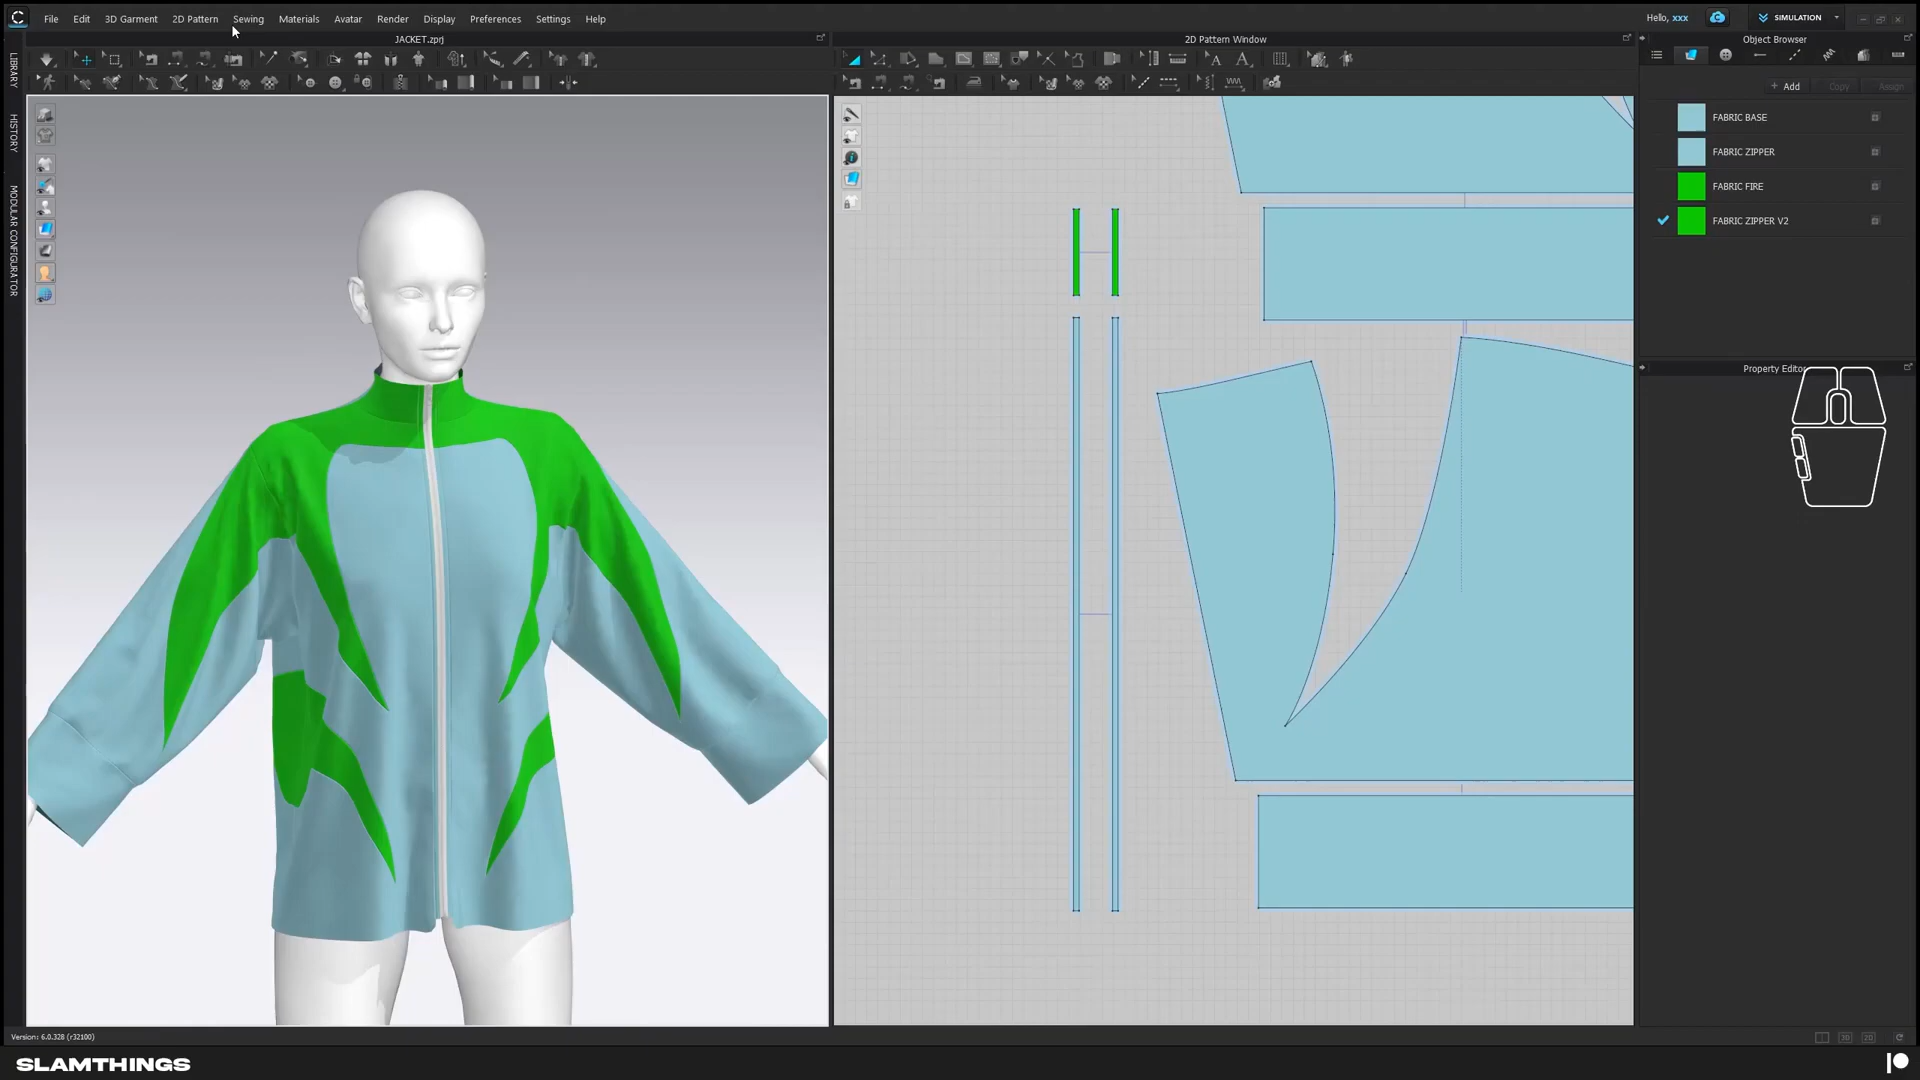 File Edit 3D Garment 2D Pattern Sewing Materials Avatar Render Display Preferences Settings Help
Hello, xxx
SIMULATION
JACKET.zprj
2D Pattern Window
Object Browser
LIBRARY
HISTORY
MODULAR CONFIGURATOR
+ Add Copy Assign
FABRIC BASE
FABRIC ZIPPER
FABRIC FIRE
FABRIC ZIPPER V2
Property Editor
Version: 6.0.328 (r32100)
3D 2D
SLAMTHINGS